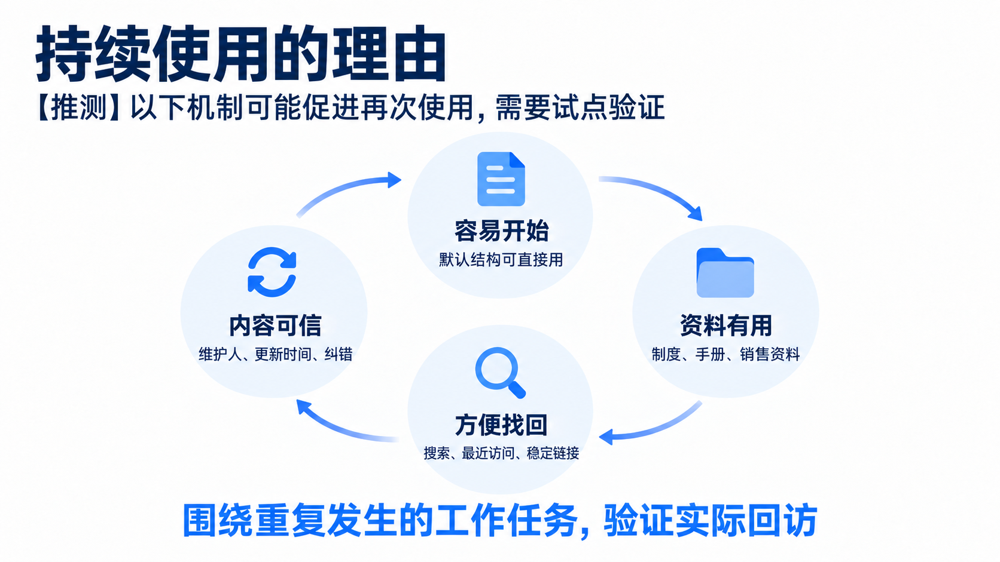 持续使用的理由
【推测】以下机制可能促进再次使用，需要试点验证
容易开始
默认结构可直接用
资料有用
制度、手册、销售资料
方便找回
搜索、最近访问、稳定链接
内容可信
维护人、更新时间、纠错
围绕重复发生的工作任务，验证实际回访